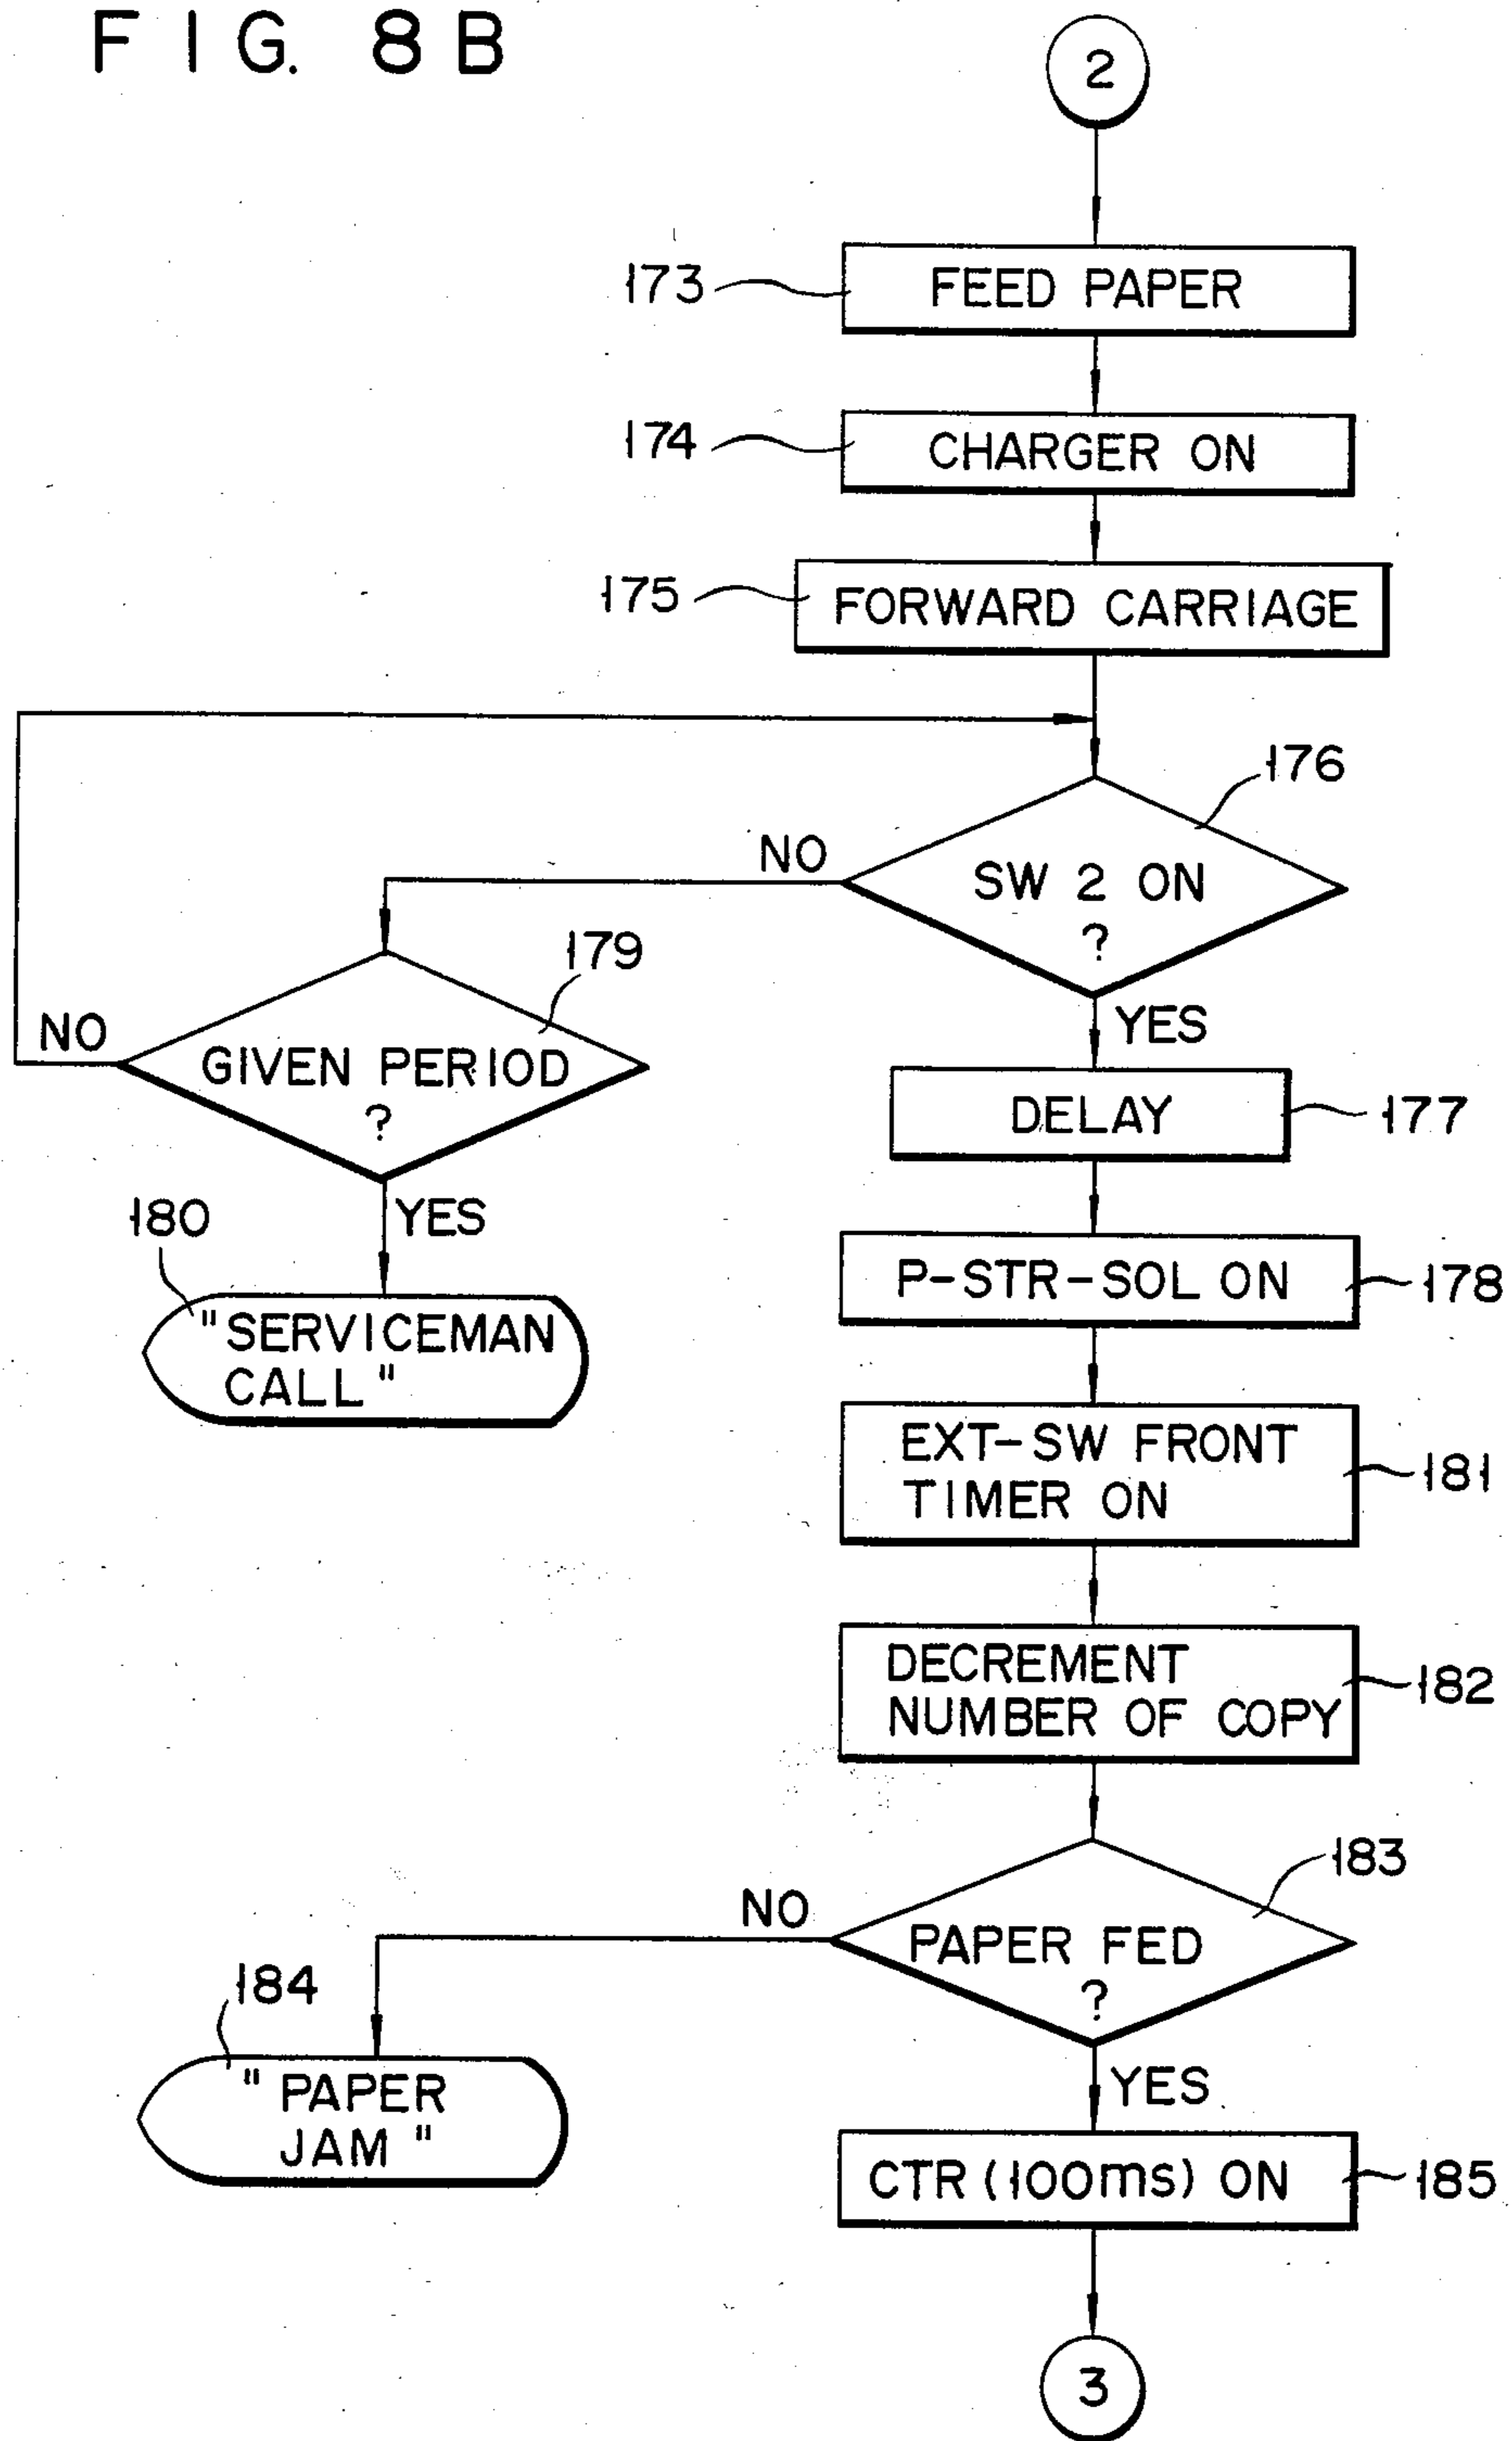 FIG. 8B
2
173
FEED PAPER
174
CHARGER ON
175
FORWARD CARRIAGE
176
NO
SW 2 ON
?
179
NO
GIVEN PERIOD
?
YES
DELAY
177
180
YES
P-STR-SOL ON
178
"SERVICEMAN
CALL"
EXT-SW FRONT
TIMER ON
181
DECREMENT
NUMBER OF COPY
182
183
NO
PAPER FED
?
184
"PAPER
JAM"
YES
CTR (100ms) ON
185
3